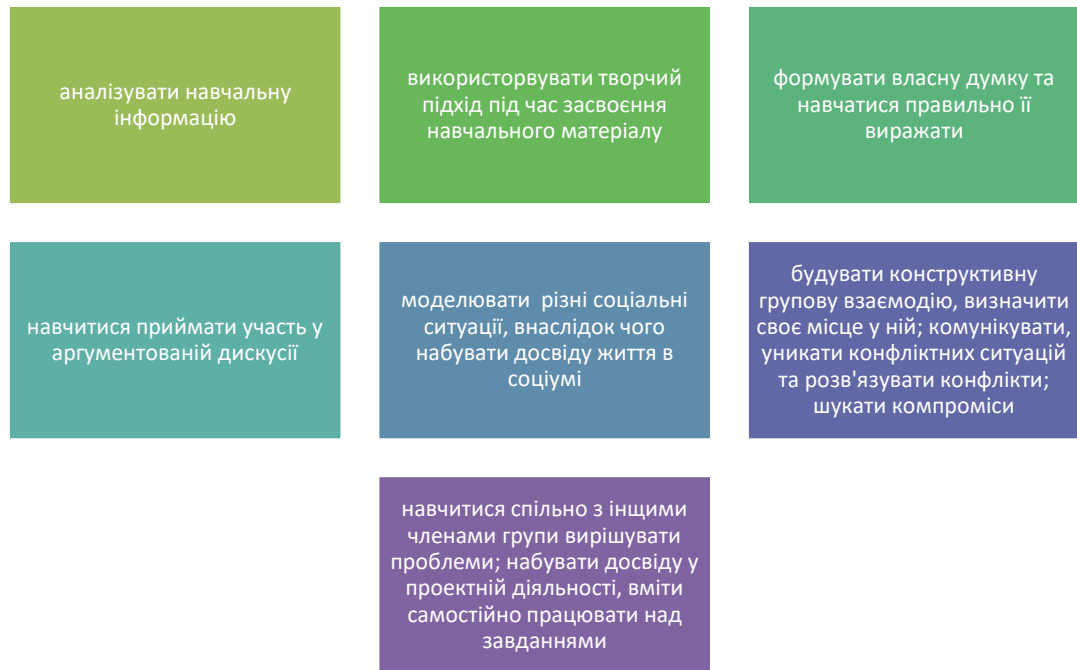 аналізувати навчальну
інформацію
використорвувати творчий
підхід під час засвоєння
навчального матеріалу
формувати власну думку та
навчатися правильно її
виражати
навчитися приймати участь у
аргументованій дискусії
моделювати  різні соціальні
ситуації, внаслідок чого
набувати досвіду життя в
соціумі
будувати конструктивну
групову взаємодію, визначити
своє місце у ній; комунікувати,
уникати конфліктних ситуацій
та розв'язувати конфлікти;
шукати компроміси
навчитися спільно з інщими
членами групи вирішувати
проблеми; набувати досвіду у
проектній діяльності, вміти
самостійно працювати над
завданнями